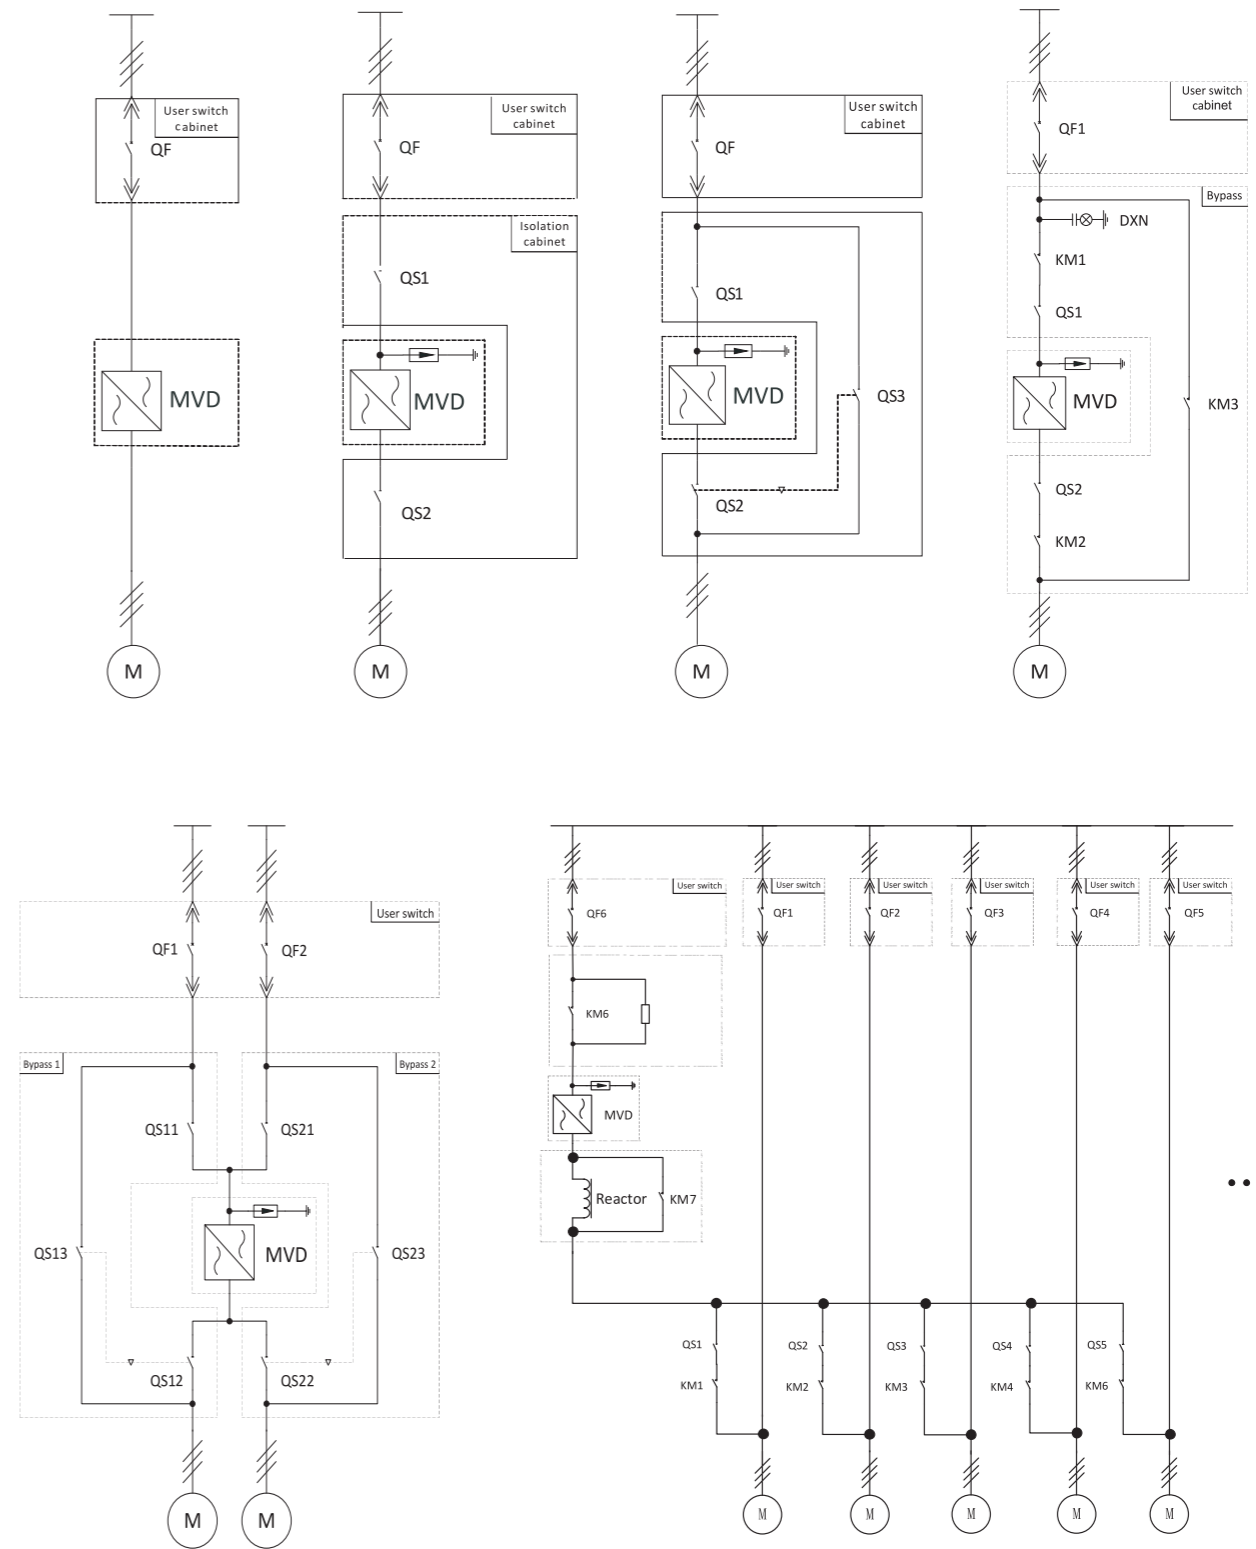 User switch
cabinet
QF
MVD
M
User switch
cabinet
QF
Isolation
cabinet
QS1
MVD
QS2
M
User switch
cabinet
QF
QS1
MVD
QS3
QS2
M
User switch
cabinet
QF1
Bypass
DXN
KM1
QS1
MVD
KM3
QS2
KM2
M
User switch
QF1
QF2
Bypass 1
Bypass 2
QS11
QS21
QS13
MVD
QS23
QS12
QS22
M
M
User switch
User switch
User switch
User switch
User switch
User switch
QF6
QF1
QF2
QF3
QF4
QF5
KM6
MVD
Reactor
KM7
QS1
QS2
QS3
QS4
QS5
KM1
KM2
KM3
KM4
KM6
M
M
M
M
M